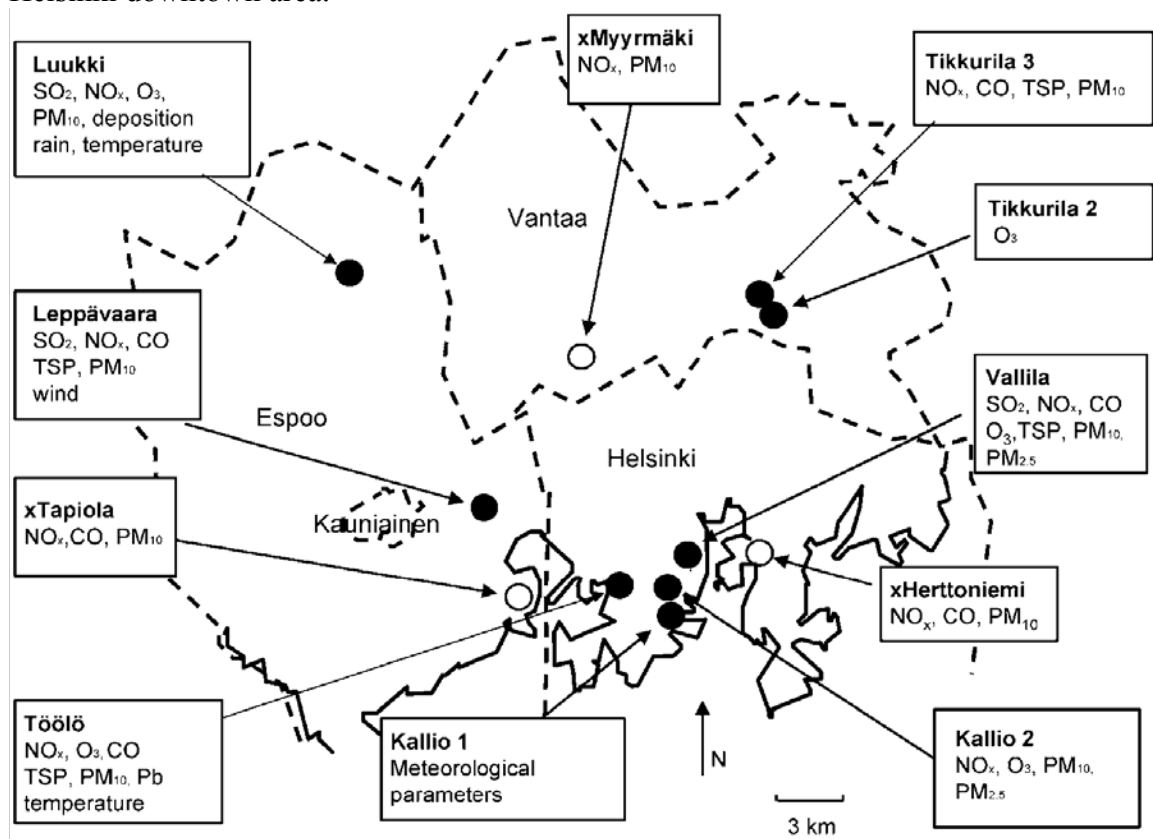 Helsinki downtown area.
Luukki
SO₂, NOₓ, O₃,
PM₁₀, deposition
rain, temperature
xMyyrmäki
NOₓ, PM₁₀
Tikkurila 3
NOₓ, CO, TSP, PM₁₀
Tikkurila 2
O₃
Vantaa
Leppävaara
SO₂, NOₓ, CO
TSP, PM₁₀
wind
Espoo
Vallila
SO₂, NOₓ, CO
O₃,TSP, PM₁₀,
PM₂.₅
Helsinki
xTapiola
NOₓ,CO, PM₁₀
Kauniainen
xHerttoniemi
NOₓ, CO, PM₁₀
Töölö
NOₓ, O₃, CO
TSP, PM₁₀, Pb
temperature
Kallio 1
Meteorological
parameters
N
3 km
Kallio 2
NOₓ, O₃, PM₁₀,
PM₂.₅